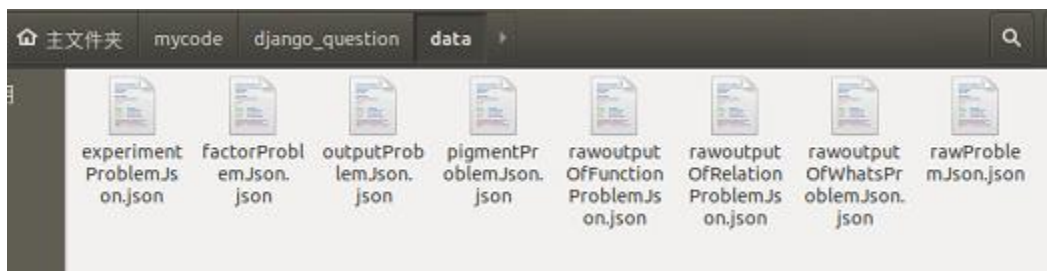 主文件夹 mycode django_question data
experiment factorProbl outputProb pigmentPr rawoutput rawoutput rawoutput rawProble
ProblemJs emJson. lemJson. oblemJson. OfFunction OfRelation OfWhatsPr mJson.json
on.json json json json ProblemJs ProblemJs oblemJson.
on.json on.json json